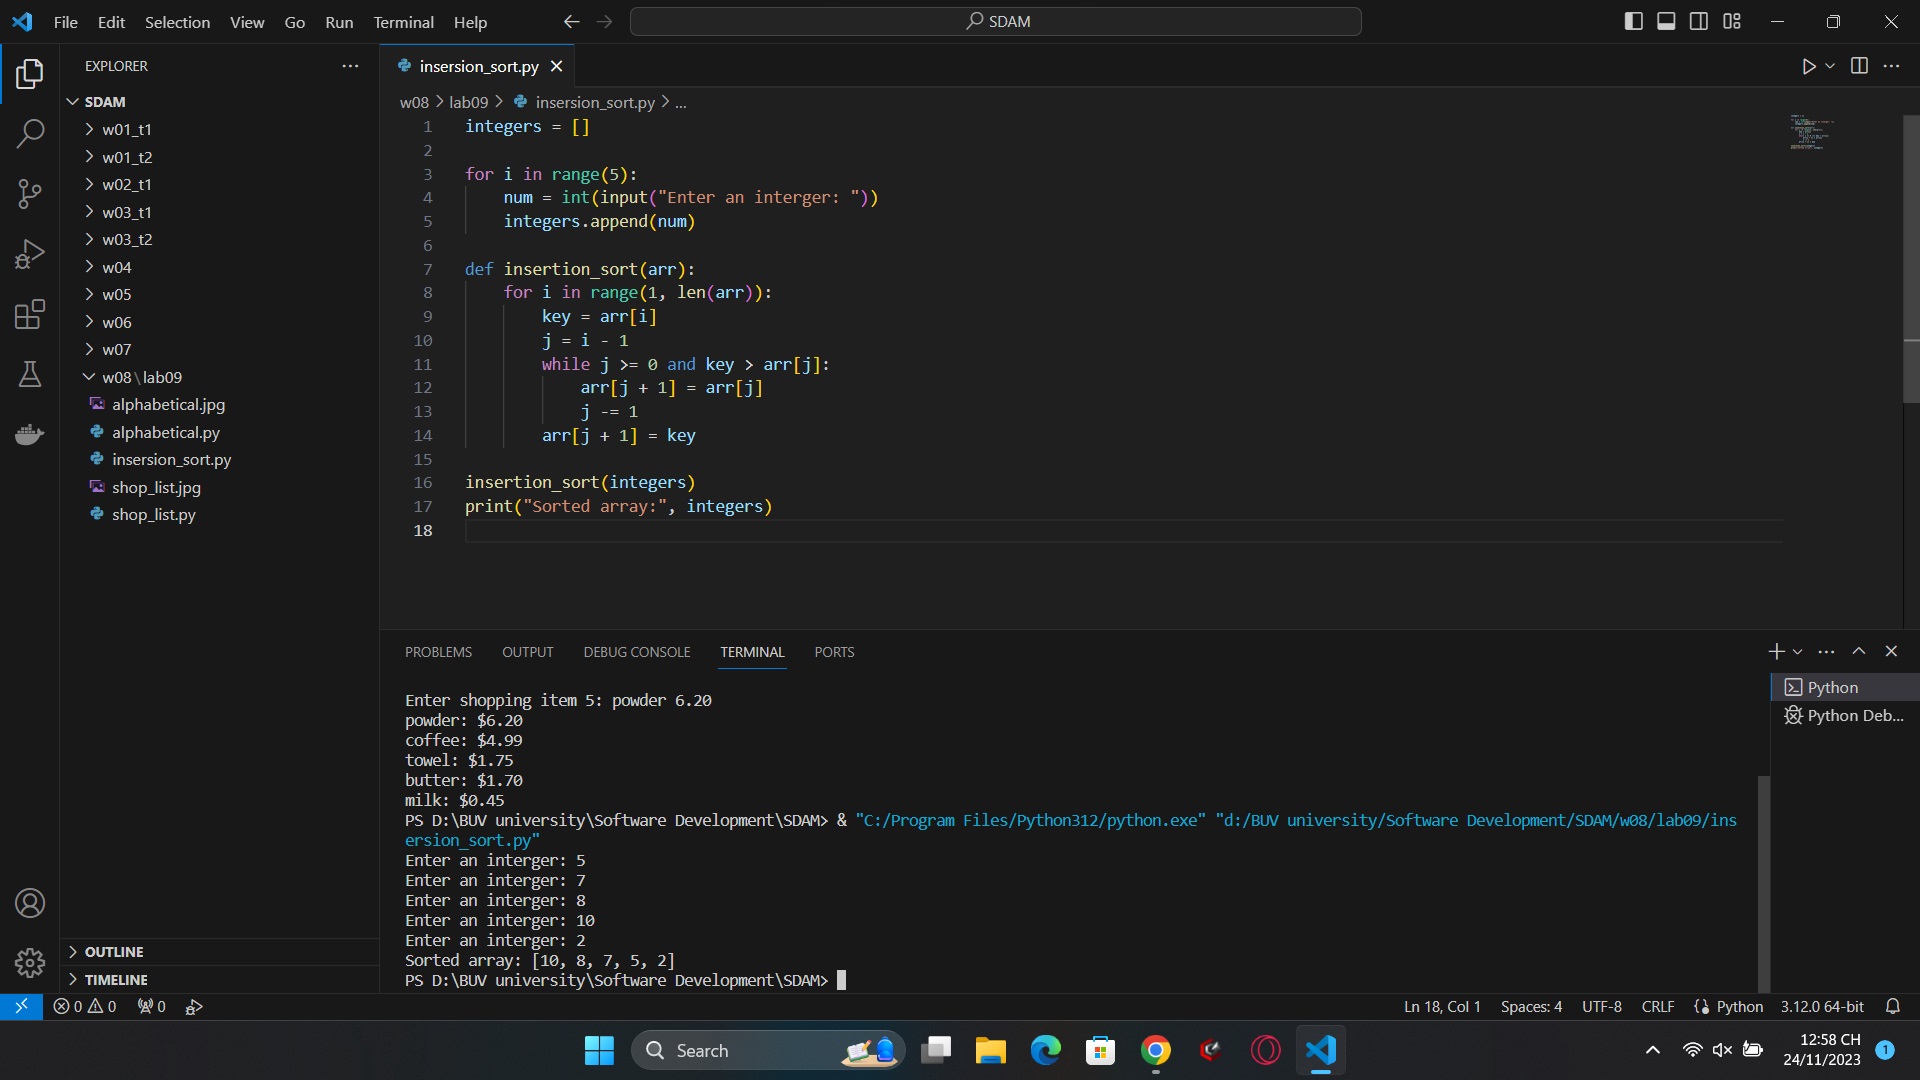 File Edit Selection View Go Run Terminal Help
SDAM
EXPLORER
SDAM
w01_t1
w01_t2
w02_t1
w03_t1
w03_t2
w04
w05
w06
w07
w08\lab09
alphabetical.jpg
alphabetical.py
insersion_sort.py
shop_list.jpg
shop_list.py
OUTLINE
TIMELINE
insersion_sort.py
w08 > lab09 > insersion_sort.py > ...
1 integers = []
2
3 for i in range(5):
4     num = int(input("Enter an interger: "))
5     integers.append(num)
6
7 def insertion_sort(arr):
8     for i in range(1, len(arr)):
9         key = arr[i]
10         j = i - 1
11         while j >= 0 and key > arr[j]:
12             arr[j + 1] = arr[j]
13             j -= 1
14         arr[j + 1] = key
15
16 insertion_sort(integers)
17 print("Sorted array:", integers)
18
PROBLEMS OUTPUT DEBUG CONSOLE TERMINAL PORTS
Enter shopping item 5: powder 6.20
powder: $6.20
coffee: $4.99
towel: $1.75
butter: $1.70
milk: $0.45
PS D:\BUV university\Software Development\SDAM> & "C:/Program Files/Python312/python.exe" "d:/BUV university/Software Development/SDAM/w08/lab09/ins
ersion_sort.py"
Enter an interger: 5
Enter an interger: 7
Enter an interger: 8
Enter an interger: 10
Enter an interger: 2
Sorted array: [10, 8, 7, 5, 2]
PS D:\BUV university\Software Development\SDAM>
Python
Python Deb...
0 0 0
Ln 18, Col 1 Spaces: 4 UTF-8 CRLF Python 3.12.0 64-bit
Search
12:58 CH
24/11/2023
1